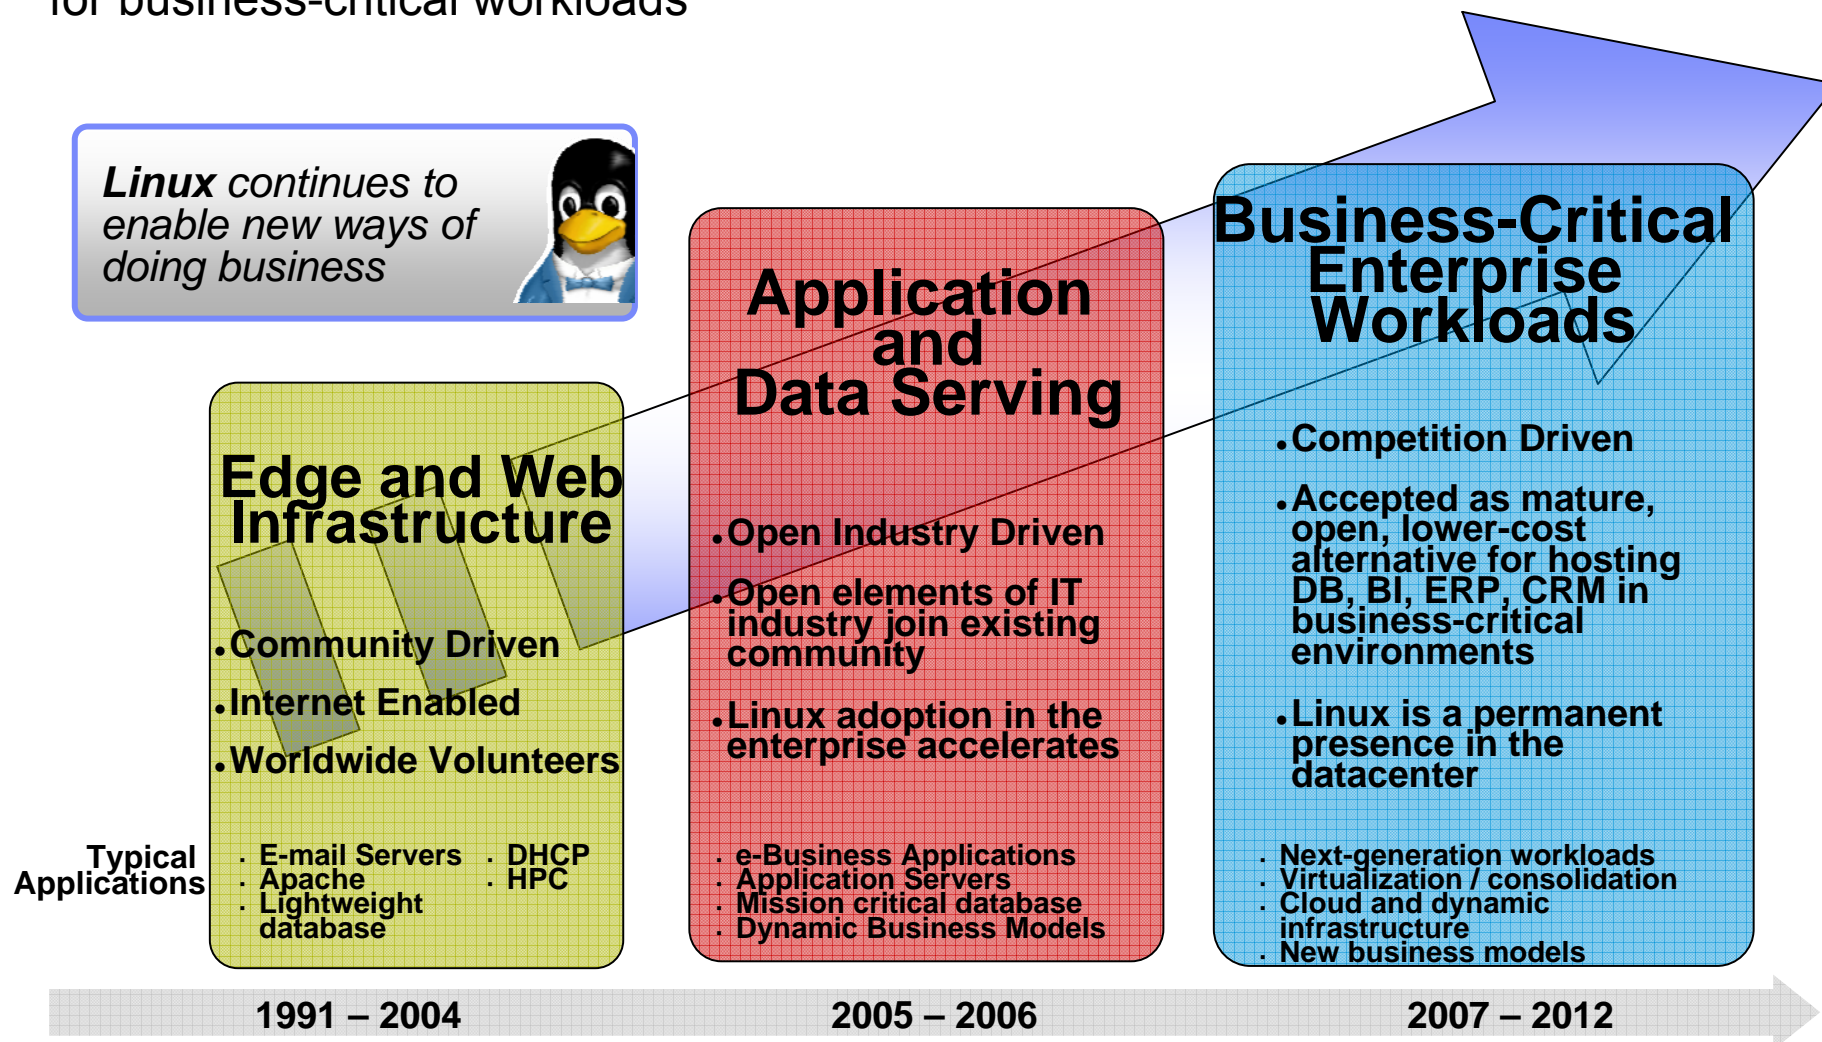 for business-critical workloads
Linux continues to
enable new ways of
doing business
Edge and Web
Infrastructure
●Community Driven
●Internet Enabled
●Worldwide Volunteers
Typical
Applications
▪ E-mail Servers
▪ Apache
▪ Lightweight
database
▪ DHCP
▪ HPC
1991 – 2004
Application
and
Data Serving
●Open Industry Driven
●Open elements of IT
industry join existing
community
●Linux adoption in the
enterprise accelerates
▪ e-Business Applications
▪ Application Servers
▪ Mission critical database
▪ Dynamic Business Models
2005 – 2006
Business-Critical
Enterprise
Workloads
●Competition Driven
●Accepted as mature,
open, lower-cost
alternative for hosting
DB, BI, ERP, CRM in
business-critical
environments
●Linux is a permanent
presence in the
datacenter
▪ Next-generation workloads
▪ Virtualization / consolidation
▪ Cloud and dynamic
infrastructure
▪ New business models
2007 – 2012